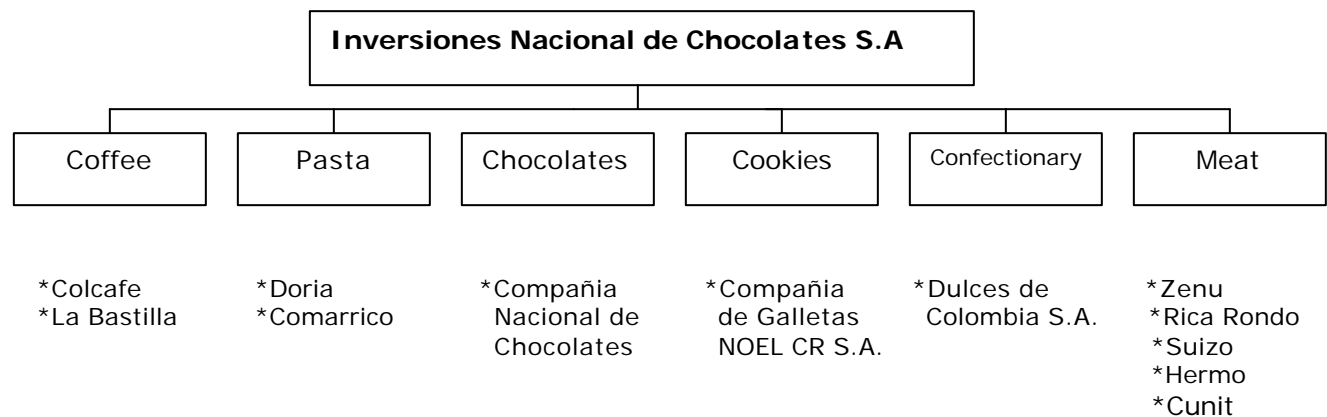 Inversiones Nacional de Chocolates S.A
Coffee
Pasta
Chocolates
Cookies
Confectionary
Meat
*Colcafe
*La Bastilla
*Doria
*Comarrico
*Compañia
Nacional de
Chocolates
*Compañia
de Galletas
NOEL CR S.A.
*Dulces de
Colombia S.A.
*Zenu
*Rica Rondo
*Suizo
*Hermo
*Cunit